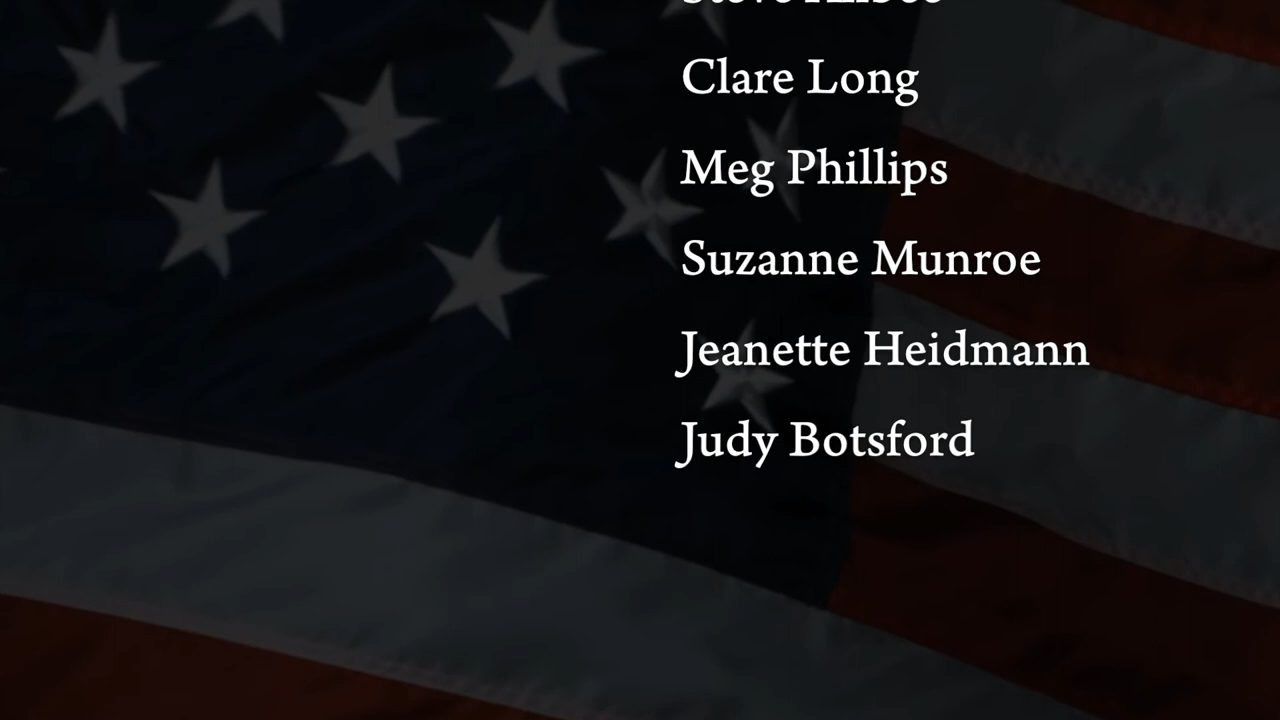 Clare Long
Meg Phillips
Suzanne Munroe
Jeanette Heidmann
Judy Botsford